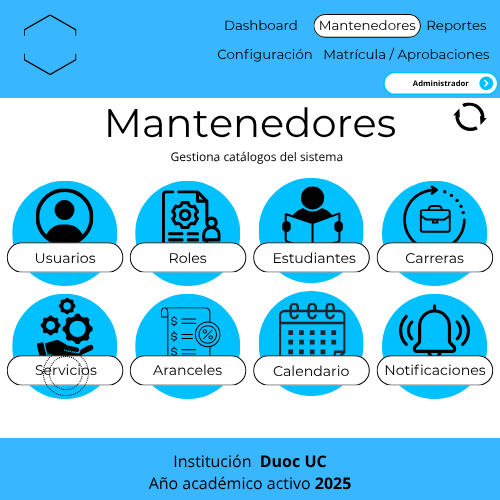 Dashboard Mantenedores Reportes
Configuración Matrícula / Aprobaciones
Administrador
Mantenedores
Gestiona catálogos del sistema
Usuarios Roles Estudiantes Carreras
Servicios Aranceles Calendario Notificaciones
Institución Duoc UC
Año académico activo 2025